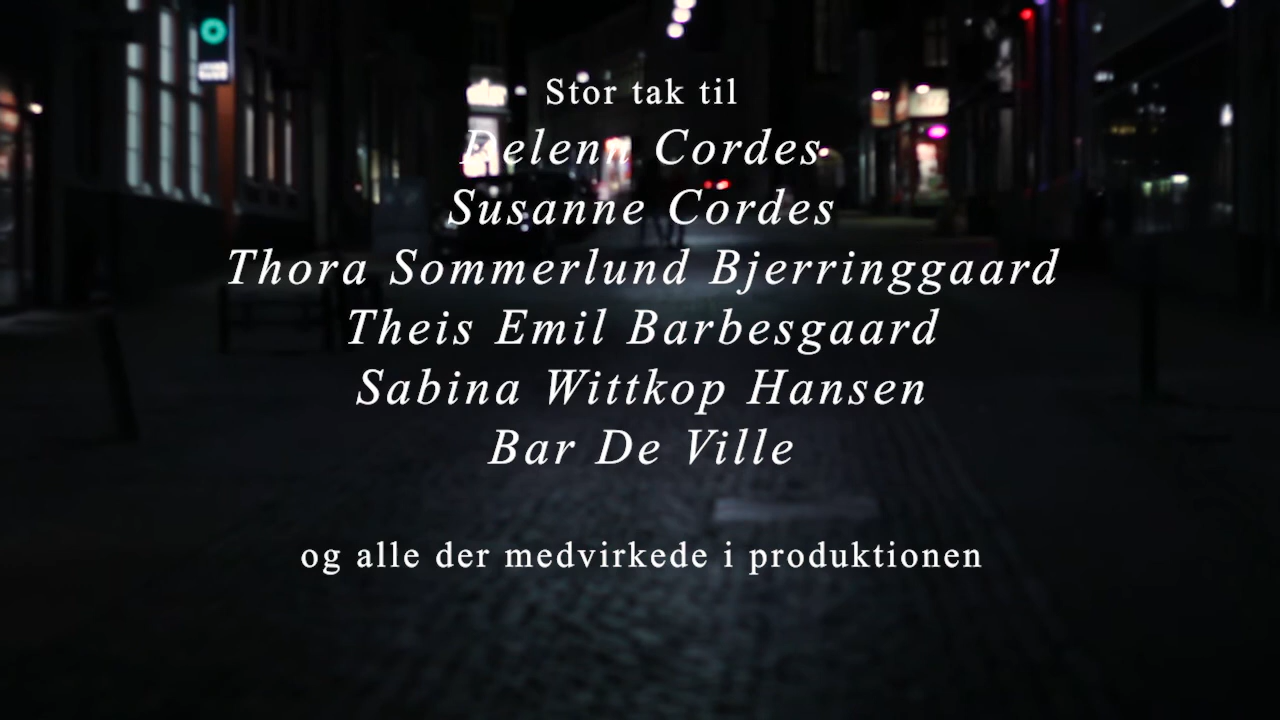 Stor tak til
Delenn Cordes
Susanne Cordes
Thora Sommerlund Bjerringgaard
Theis Emil Barbesgaard
Sabina Wittkop Hansen
Bar De Ville
og alle der medvirkede i produktionen